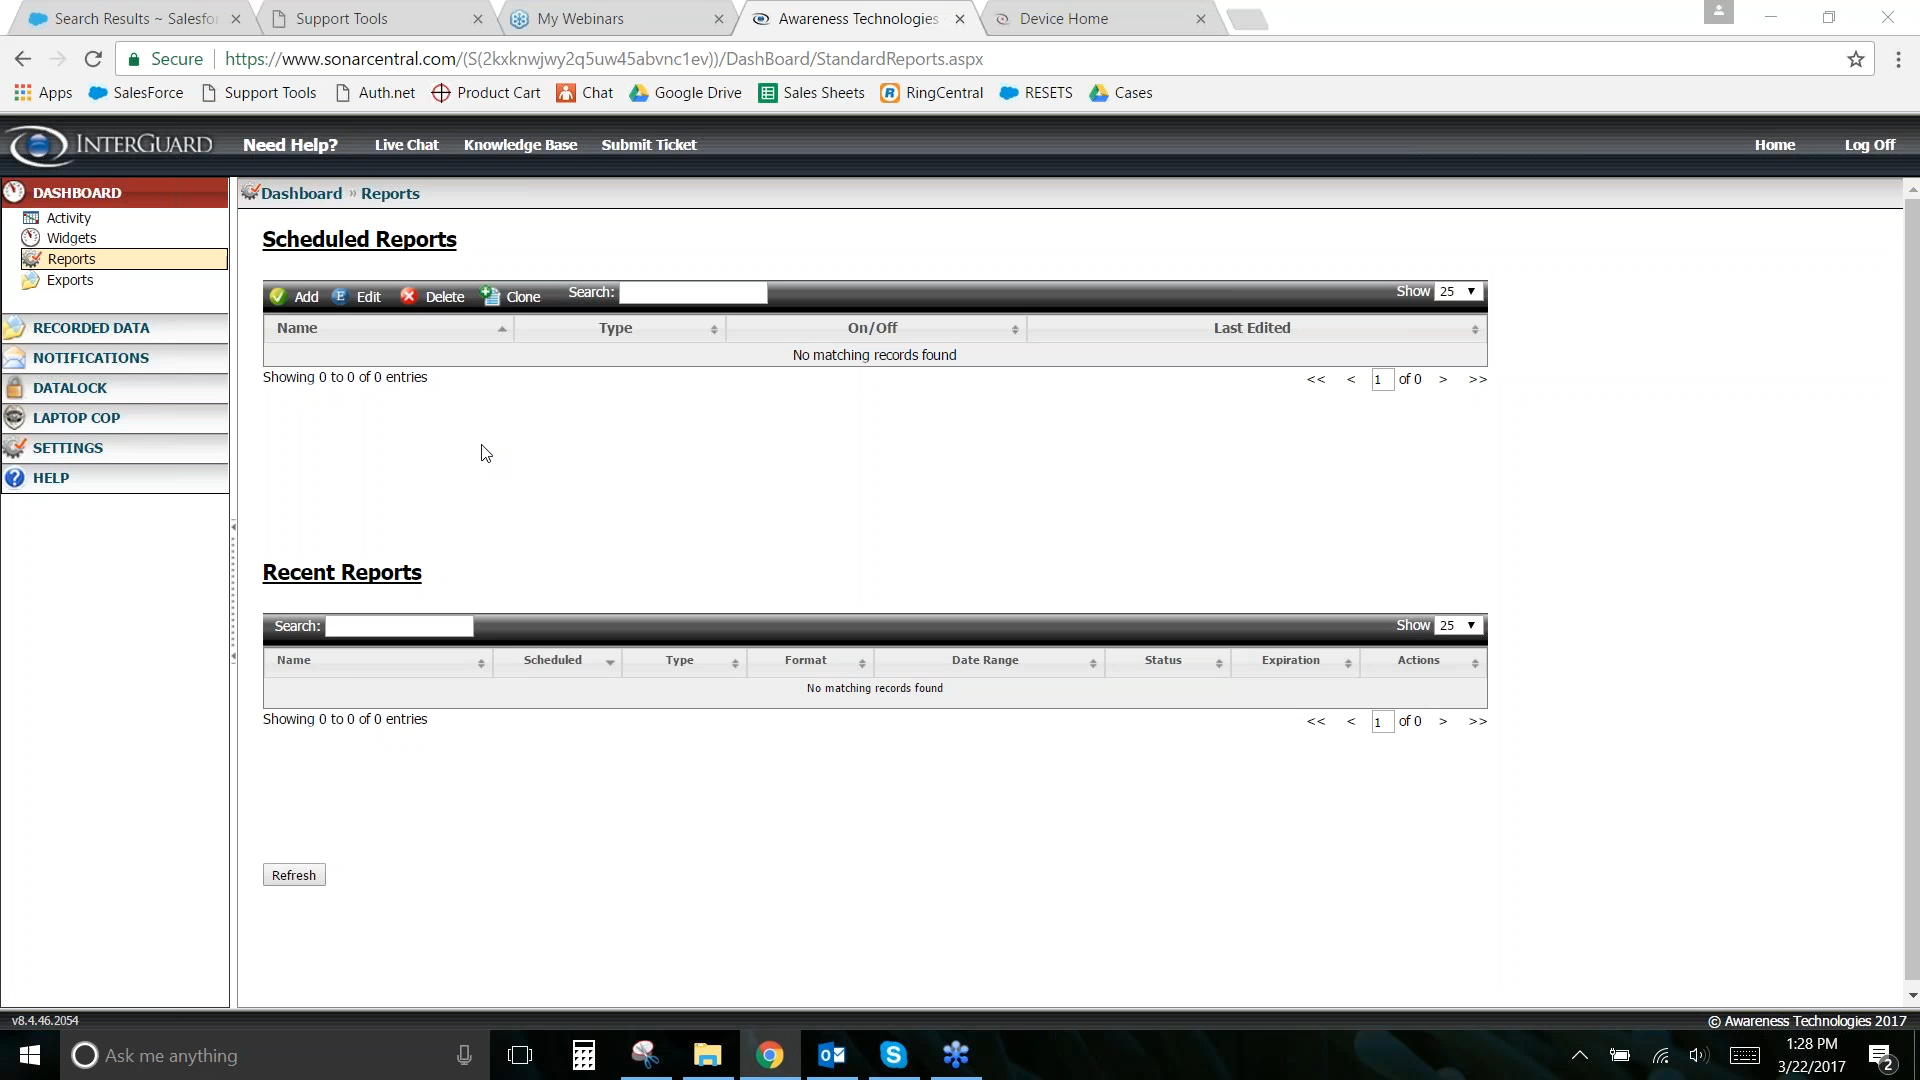 Search Results ~ Salesfor
Support Tools
My Webinars
Awareness Technologies
Device Home
Secure
https://www.sonarcentral.com/(S(2kxknwjwy2q5uw45abvnc1ev))/DashBoard/StandardReports.aspx
Apps
SalesForce
Support Tools
Auth.net
Product Cart
Chat
Google Drive
Sales Sheets
RingCentral
RESETS
Cases
INTERGUARD
Need Help?
Live Chat
Knowledge Base
Submit Ticket
Home
Log Off
DASHBOARD
Activity
Widgets
Reports
Exports
RECORDED DATA
NOTIFICATIONS
DATALOCK
LAPTOP COP
SETTINGS
HELP
Dashboard » Reports
Scheduled Reports
Add
Edit
Delete
Clone
Search:
Show 25
Name
Type
On/Off
Last Edited
No matching records found
Showing 0 to 0 of 0 entries
<< < 1 of 0 > >>
Recent Reports
Search:
Show 25
Name
Scheduled
Type
Format
Date Range
Status
Expiration
Actions
No matching records found
Showing 0 to 0 of 0 entries
<< < 1 of 0 > >>
Refresh
v8.4.46.2054
© Awareness Technologies 2017
Ask me anything
1:28 PM
3/22/2017
2